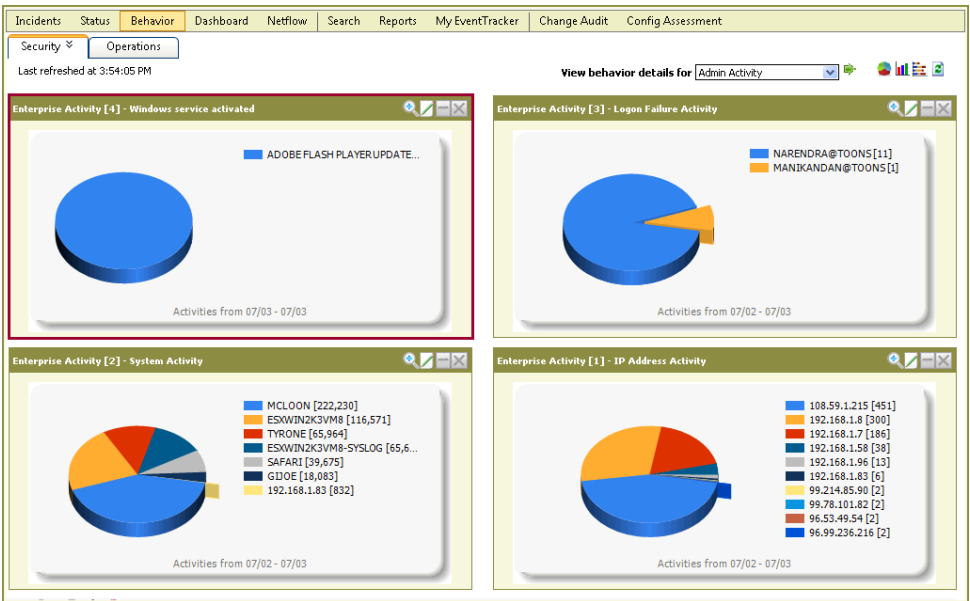 Incidents Status Behavior Dashboard Netflow Search Reports My EventTracker Change Audit Config Assessment
Security Operations
Last refreshed at 3:54:05 PM
View behavior details for Admin Activity
Enterprise Activity [4] - Windows service activated
ADOBE FLASH PLAYER UPDATE...
Activities from 07/03 - 07/03
Enterprise Activity [3] - Logon Failure Activity
NARENDRA@TOONS [11]
MANIKANDAN@TOONS [1]
Activities from 07/02 - 07/03
Enterprise Activity [2] - System Activity
MCLOON [222,230]
ESXWIN2K3VM8 [116,571]
TYRONE [65,964]
ESXWIN2K3VM8-SYSLOG [65,6...
SAFARI [39,675]
GIJOE [18,083]
192.168.1.83 [832]
Activities from 07/02 - 07/03
Enterprise Activity [1] - IP Address Activity
108.59.1.215 [451]
192.168.1.8 [300]
192.168.1.7 [186]
192.168.1.58 [38]
192.168.1.96 [13]
192.168.1.83 [6]
99.214.85.90 [2]
99.78.101.82 [2]
96.53.49.54 [2]
96.99.236.216 [2]
Activities from 07/02 - 07/03